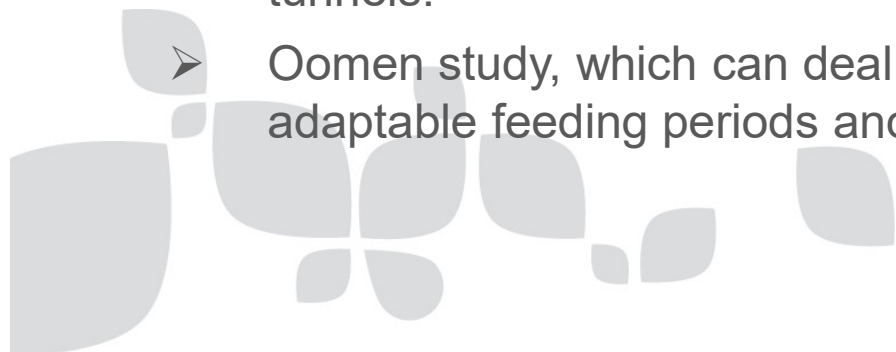 tunnels.
➢ Oomen study, which can deal
adaptable feeding periods and